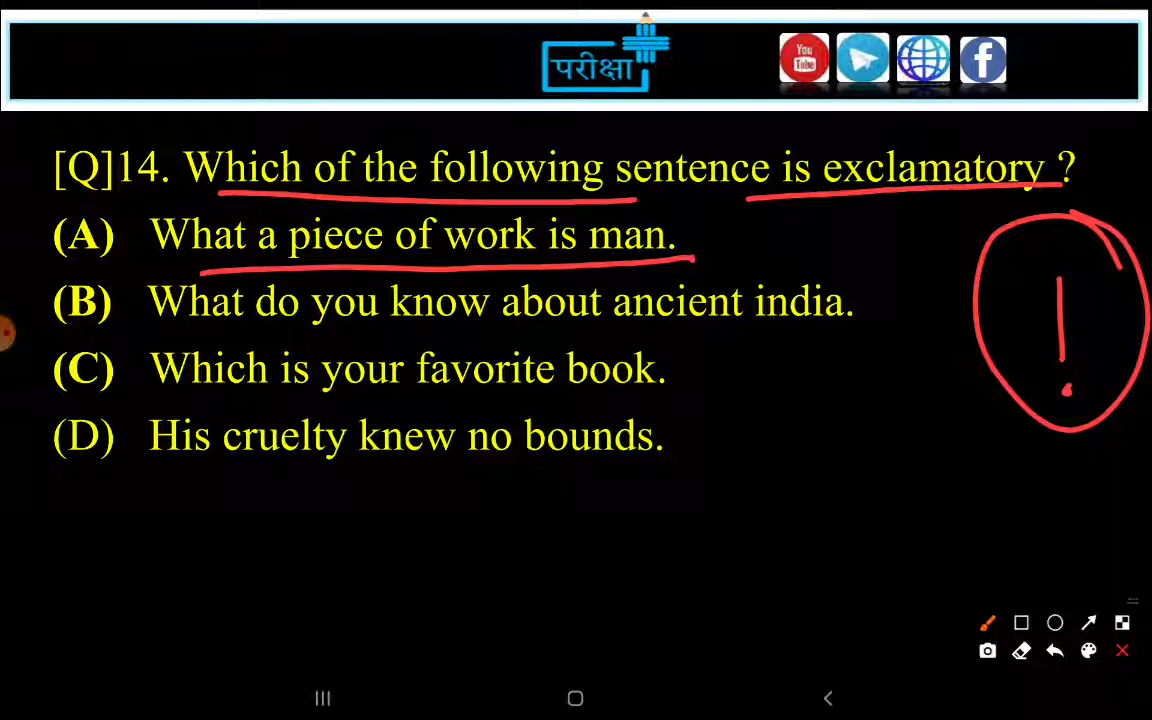 परीक्षा
You
Tube
f
[Q]14. Which of the following sentence is exclamatory ?
(A) What a piece of work is man.
(B) What do you know about ancient india.
(C) Which is your favorite book.
(D) His cruelty knew no bounds.
!